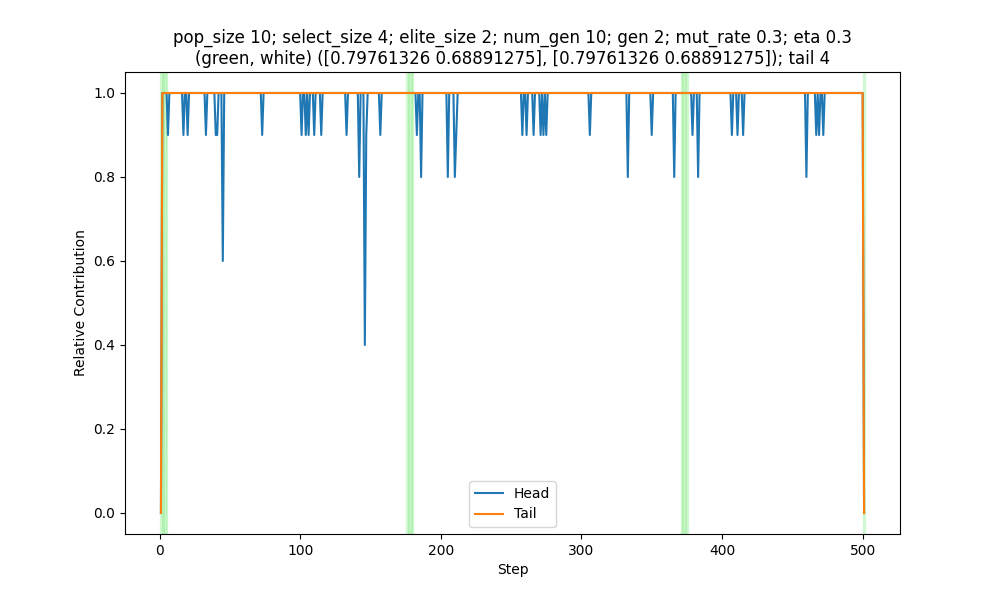 pop_size 10; select_size 4; elite_size 2; num_gen 10; gen 2; mut_rate 0.3; eta 0.3
(green, white) ([0.79761326 0.68891275], [0.79761326 0.68891275]); tail 4
1.0
0.8
0.6
0.4
0.2
0.0
Relative Contribution
Head
Tail
0
100
200
300
400
500
Step